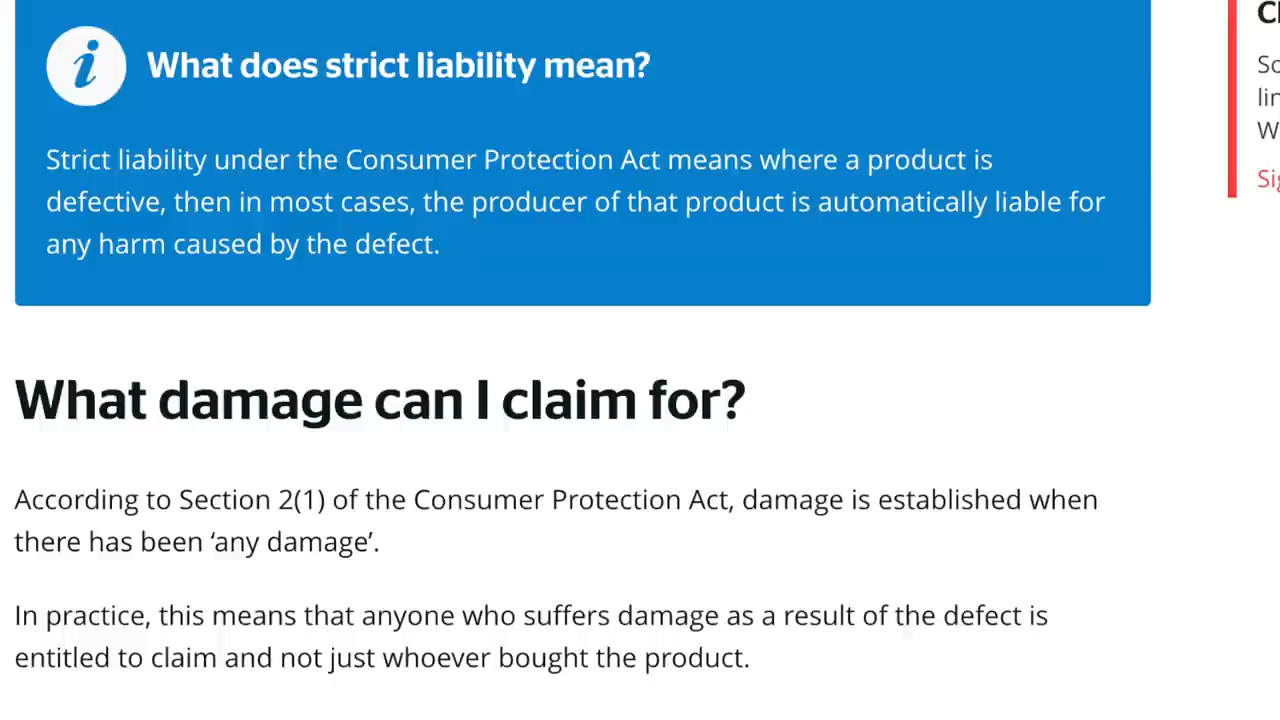 What does strict liability mean?
Strict liability under the Consumer Protection Act means where a product is
defective, then in most cases, the producer of that product is automatically liable for
any harm caused by the defect.
What damage can I claim for?
According to Section 2(1) of the Consumer Protection Act, damage is established when
there has been ‘any damage’.
In practice, this means that anyone who suffers damage as a result of the defect is
entitled to claim and not just whoever bought the product.